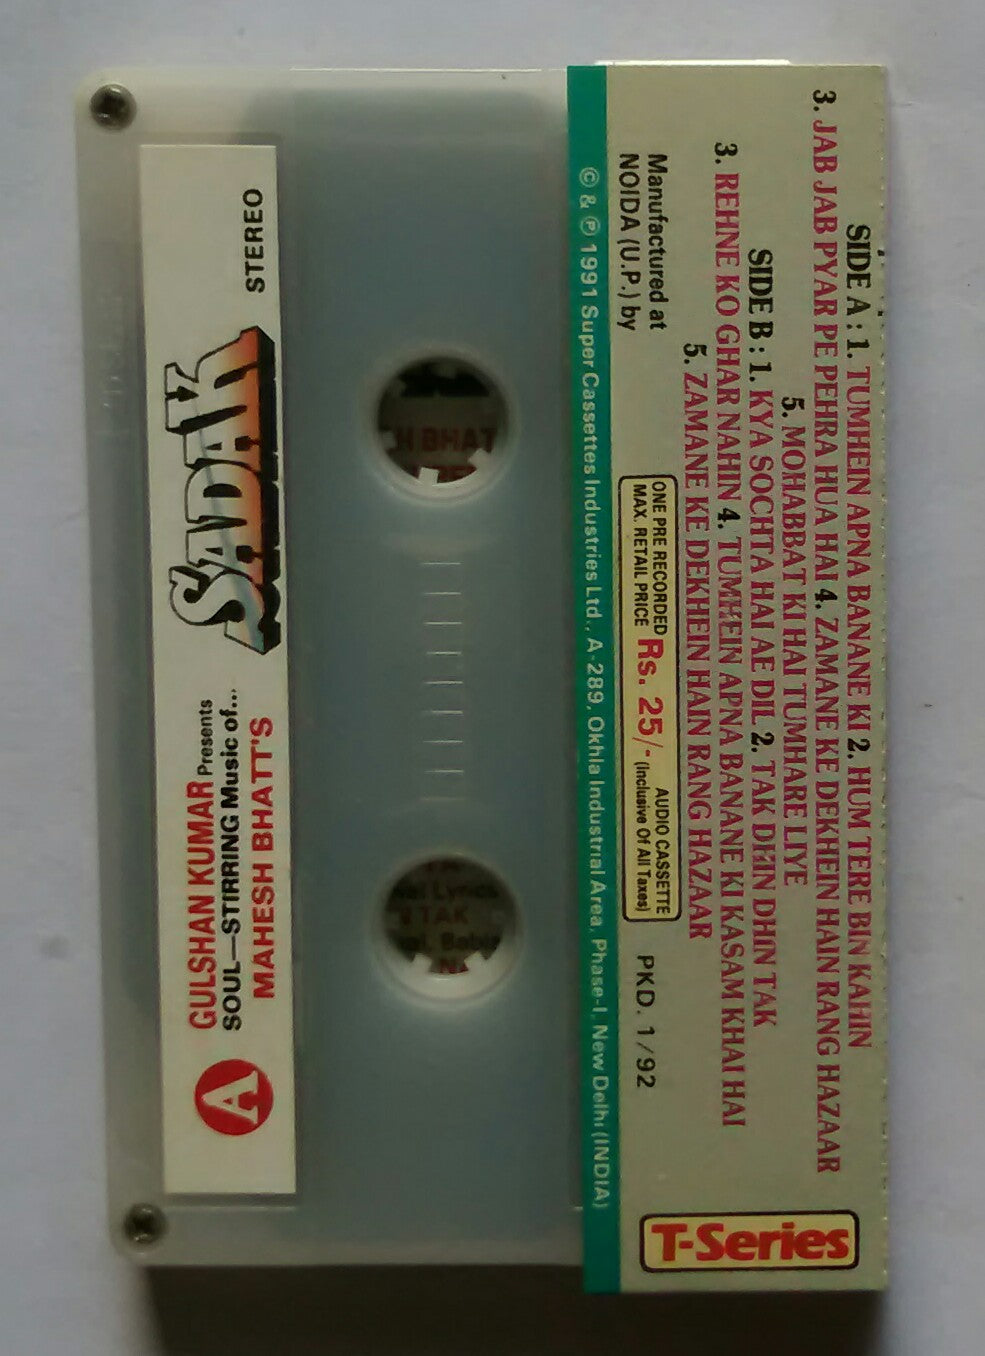 SIDE A : 1. TUMHEIN APNA BANANE KI 2. HUM TERE BIN KAHIN
3. JAB JAB PYAR PE PEHRA HUA HAI 4. ZAMANE KE DEKHEIN HAIN RANG HAZAAR
5. MOHABBAT KI HAI TUMHARE LIYE
SIDE B : 1. KYA SOCHTA HAI AE DIL 2. TAK DHIN DHIN TAK
3. REHNE KO GHAR NAHIN 4. TUMHEIN APNA BANANE KI KASAM KHAI HAI
5. ZAMANE KE DEKHEIN HAIN RANG HAZAAR
Manufactured at
NOIDA (U.P.) by
ONE PRE RECORDED
MAX. RETAIL PRICE
Rs. 25/-
AUDIO CASSETTE
(Inclusive Of All Taxes)
PKD. 1/92
T-Series
© & ℗ 1991 Super Cassettes Industries Ltd., A-289, Okhla Industrial Area, Phase-I, New Delhi (INDIA)
H BHAT
Lyrics
TAK
STEREO
SADAK
GULSHAN KUMAR Presents
SOUL—STIRRING Music of...
MAHESH BHATT'S
A